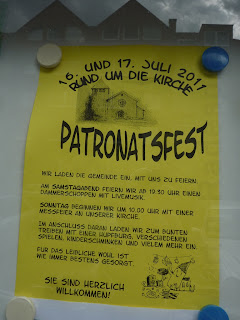 16. UND 17. JULI 2011
RUND UM DIE KIRCHE
PATRONATSFEST
WIR LADEN DIE GEMEINDE EIN, MIT UNS ZU FEIERN
AM SAMSTAGABEND FEIERN WIR AB 19:30 UHR EINEN
DÄMMERSCHOPPEN MIT LIVEMUSIK.
SONNTAG BEGINNEN WIR UM 10:00 UHR MIT EINER
MESSFEIER AN UNSERER KIRCHE.
IM ANSCHLUSS DARAN LADEN WIR ZUM BUNTEN
TREIBEN MIT EINER HÜPFBURG, VERSCHIEDENEN
SPIELEN, KINDERSCHMINKEN UND VIELEM MEHR EIN.
FÜR DAS LEIBLICHE WOHL IST
WIE IMMER BESTENS GESORGT.
SIE SIND HERZLICH
WILLKOMMEN!